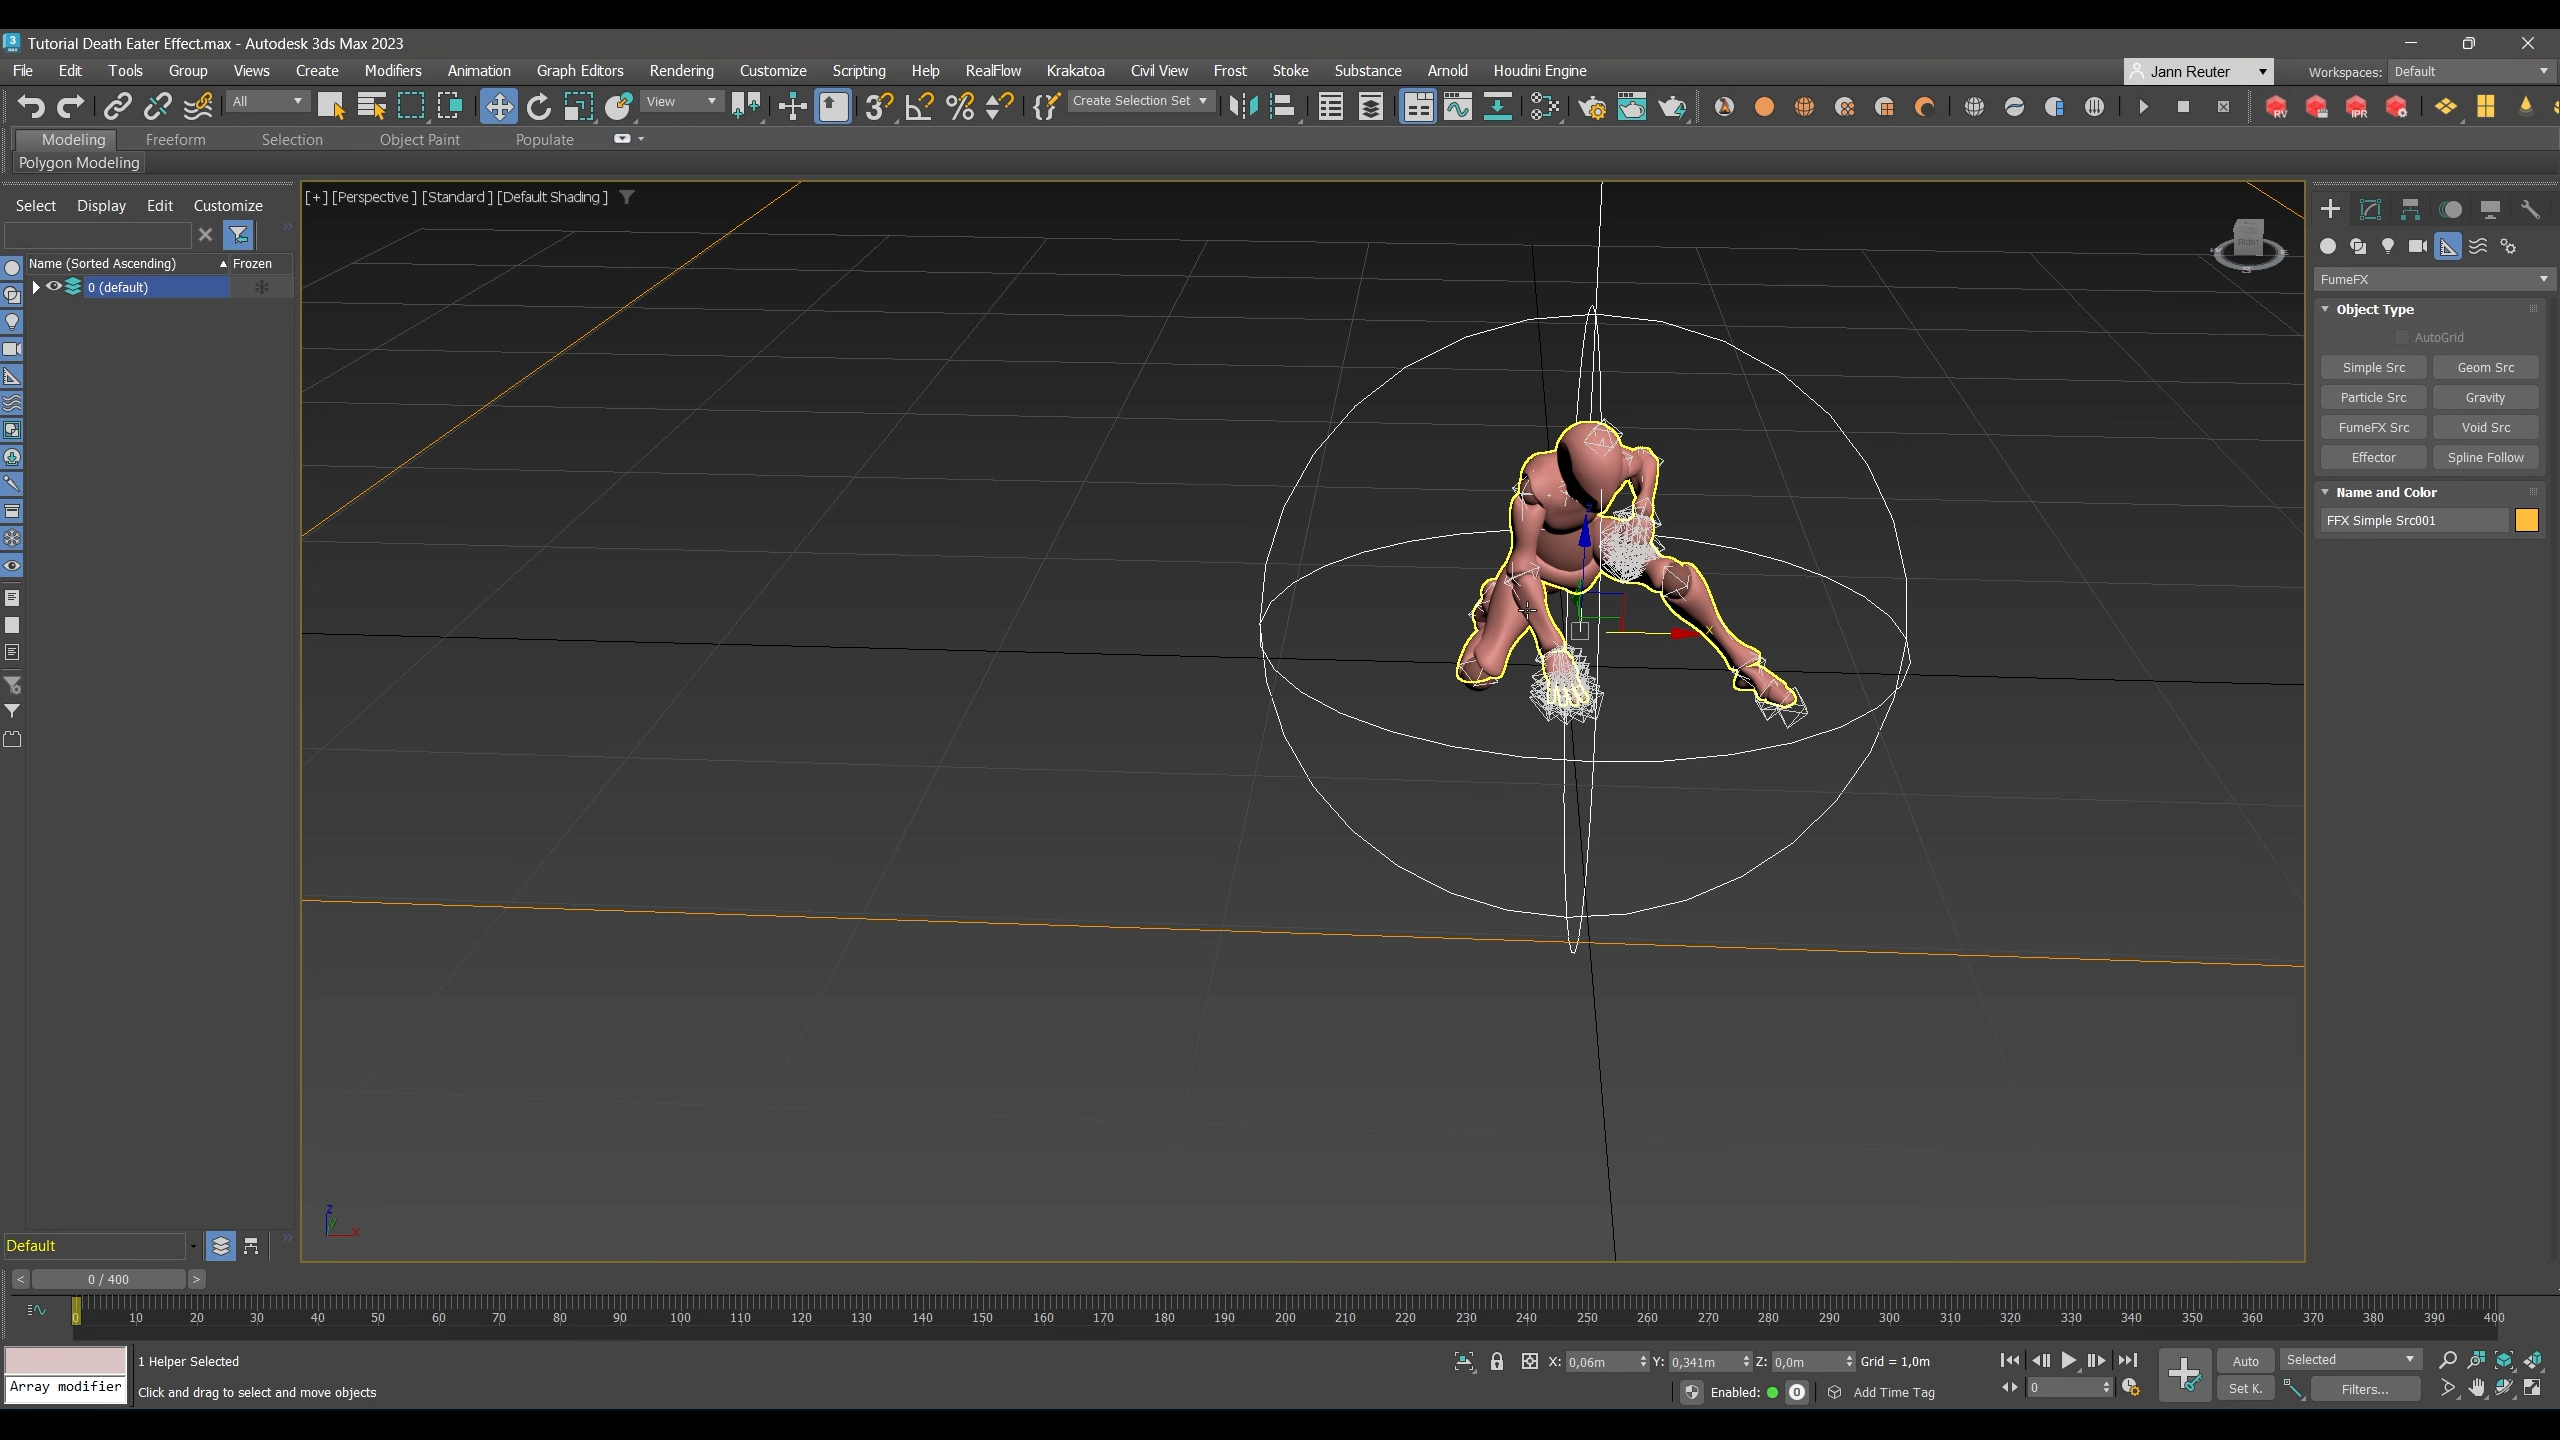 Tutorial Death Eater Effect.max - Autodesk 3ds Max 2023
File Edit Tools Group Views Create Modifiers Animation Graph Editors Rendering Customize Scripting Help RealFlow Krakatoa Civil View Frost Stoke Substance Arnold Houdini Engine
Jann Reuter Workspaces: Default
All View Create Selection Set
RV IPR
Modeling Freeform Selection Object Paint Populate
Polygon Modeling
Select Display Edit Customize
Name (Sorted Ascending) Frozen
0 (default)
[+] [Perspective ] [Standard ] [Default Shading ]
FRONT
FumeFX
Object Type
AutoGrid
Simple Src Geom Src
Particle Src Gravity
FumeFX Src Void Src
Effector Spline Follow
Name and Color
FFX Simple Src001
z
x
z
y
x
Default
< 0 / 400 >
0 10 20 30 40 50 60 70 80 90 100 110 120 130 140 150 160 170 180 190 200 210 220 230 240 250 260 270 280 290 300 310 320 330 340 350 360 370 380 390 400
1 Helper Selected
X: 0,06m Y: 0,341m Z: 0,0m Grid = 1,0m
Auto Selected
Array modifier
Click and drag to select and move objects
Enabled: 0 Add Time Tag
0
Set K. Filters...